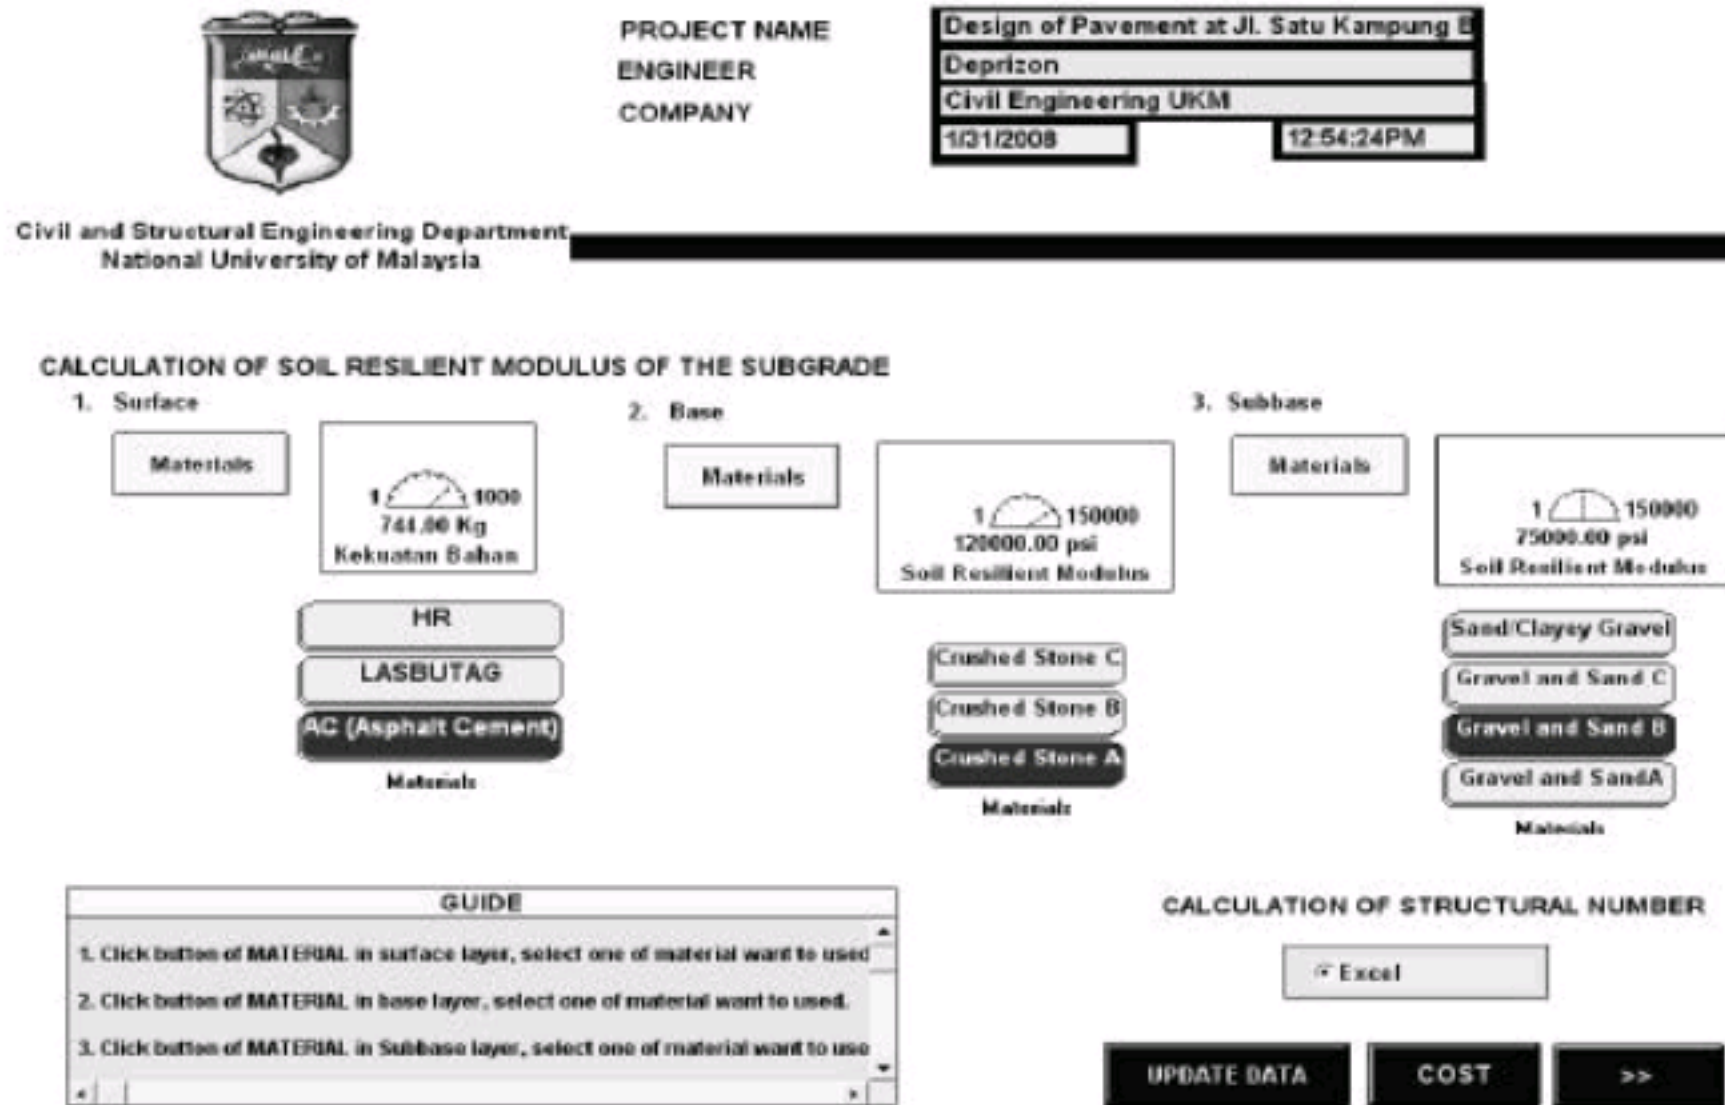 PROJECT NAME
Design of Pavement at Jl. Satu Kampung B
ENGINEER
Deprizon
COMPANY
Civil Engineering UKM
1/31/2008
12:54:24PM
Civil and Structural Engineering Department
National University of Malaysia
CALCULATION OF SOIL RESILIENT MODULUS OF THE SUBGRADE
1. Surface
Materials
1 1000
744.00 Kg
Kekuatan Bahan
HR
LASBUTAG
AC (Asphalt Cement)
Materials
2. Base
Materials
1 150000
120000.00 psi
Soil Resilient Modulus
Crushed Stone C
Crushed Stone B
Crushed Stone A
Materials
3. Subbase
Materials
1 150000
75000.00 psi
Soil Resilient Modulus
Sand/Clayey Gravel
Gravel and Sand C
Gravel and Sand B
Gravel and SandA
Materials
GUIDE
1. Click button of MATERIAL in surface layer, select one of material want to used
2. Click button of MATERIAL in base layer, select one of material want to used.
3. Click button of MATERIAL in Subbase layer, select one of material want to use
CALCULATION OF STRUCTURAL NUMBER
Excel
UPDATE DATA
COST
>>